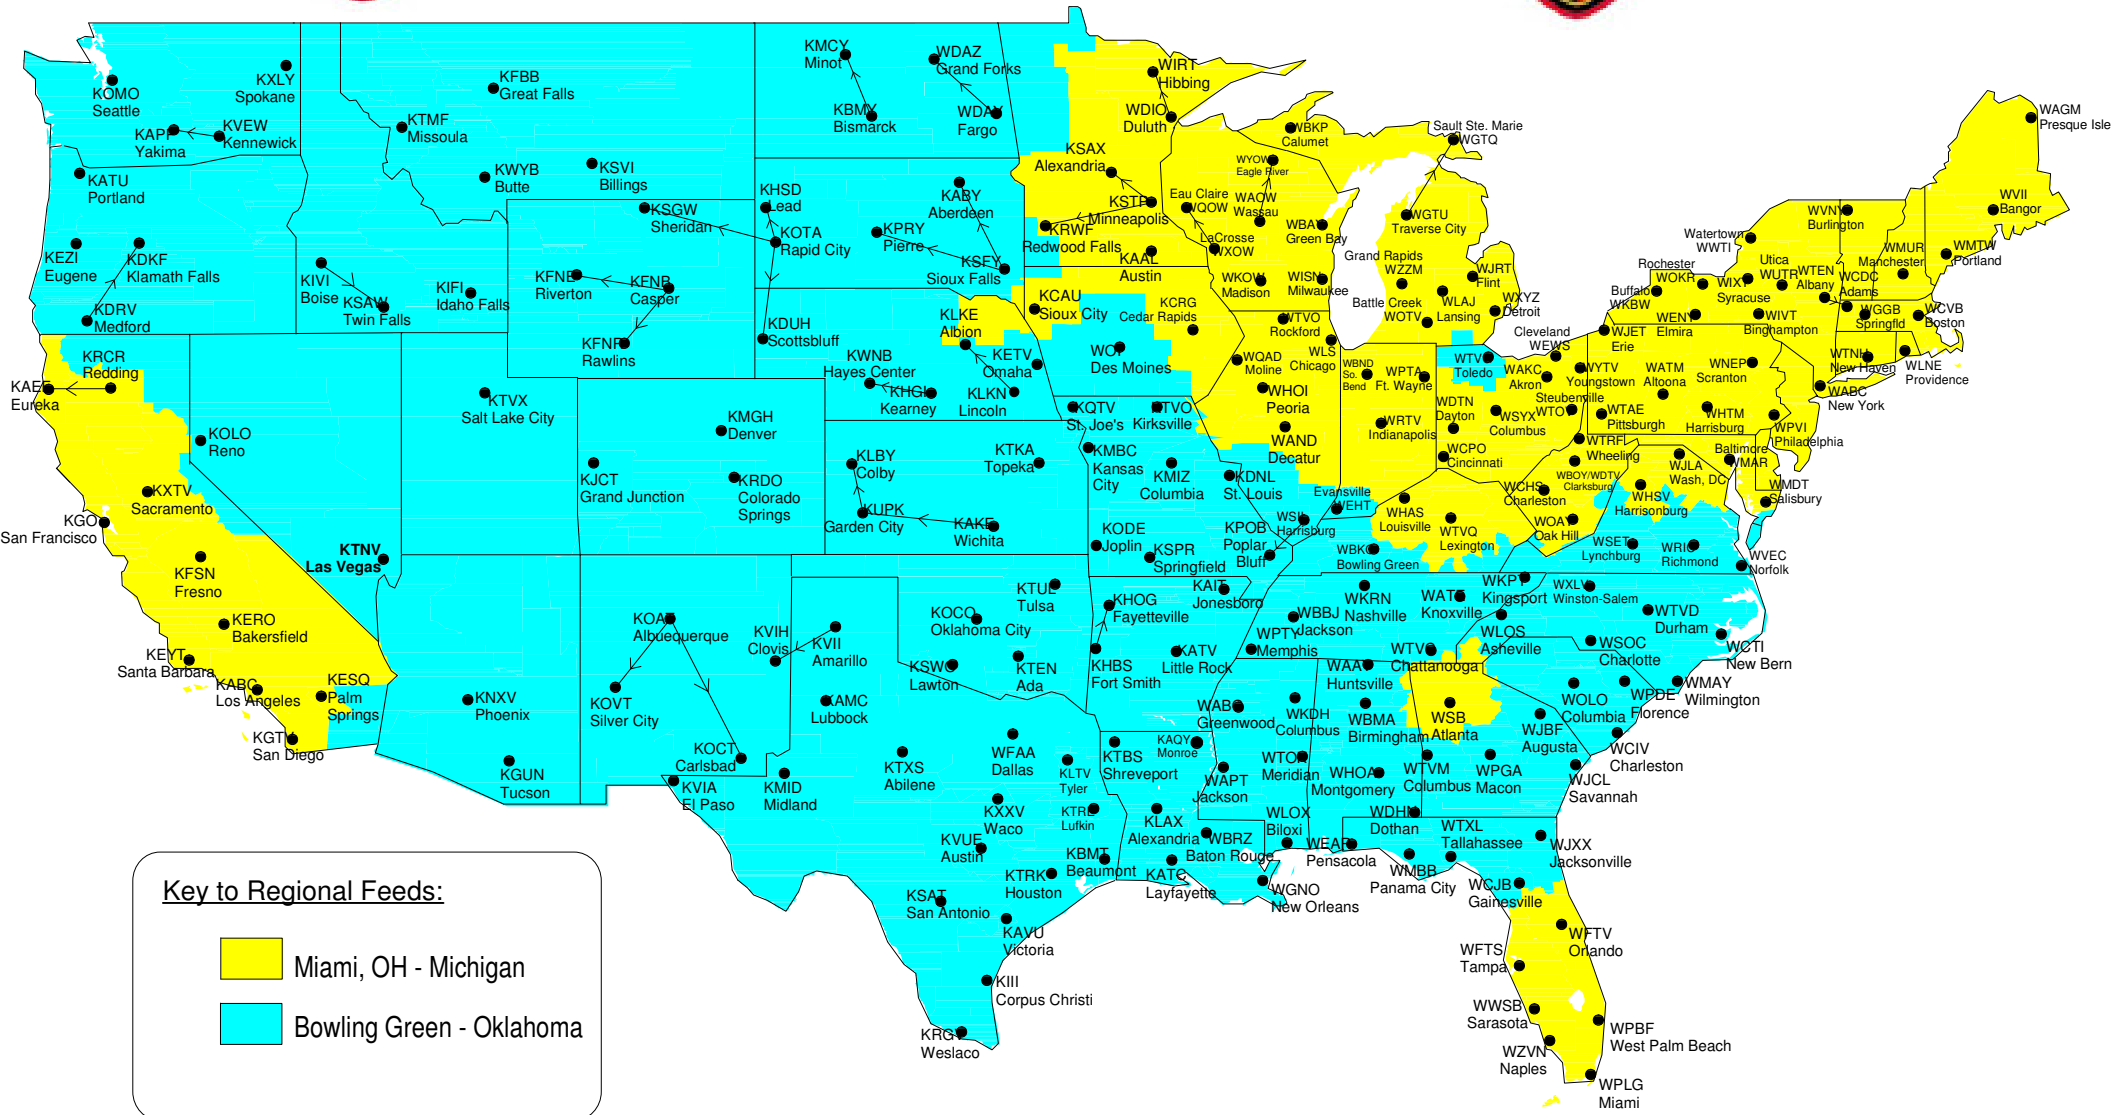 KOMO
Seattle
KXLY
Spokane
KAPP
Yakima
KVEW
Kennewick
KATU
Portland
KEZI
Eugene
KDKF
Klamath Falls
KDRV
Medford
KFBB
Great Falls
KTMF
Missoula
KWYB
Butte
KSVI
Billings
KIVI
Boise
KSAW
Twin Falls
KIFI
Idaho Falls
KSGW
Sheridan
KFNE
Riverton
KFNB
Casper
KFNR
Rawlins
KMCY
Minot
KBMY
Bismarck
WDAZ
Grand Forks
WDAY
Fargo
KHSD
Lead
KOTA
Rapid City
KABY
Aberdeen
KPRY
Pierre
KSFY
Sioux Falls
KDUH
Scottsbluff
KLKE
Albion
KWNB
Hayes Center
KHGI
Kearney
KETV
Omaha
KLKN
Lincoln
WIRT
Hibbing
WDIO
Duluth
KSAX
Alexandria
KSTP
Minneapolis
KRWF
Redwood Falls
KAAL
Austin
KCAU
Sioux City
KCRG
Cedar Rapids
WOI
Des Moines
WBKP
Calumet
Sault Ste. Marie
WGTQ
WYOW
Eagle River
Eau Claire
WQOW
WAOW
Wassau
WBAY
Green Bay
LaCrosse
WXOW
WKOW
Madison
WISN
Milwaukee
WGTU
Traverse City
Grand Rapids
WZZM
WJRT
Flint
Battle Creek
WOTV
WLAJ
Lansing
WXYZ
Detroit
WTVO
Rockford
WLS
Chicago
WQAD
Moline
WHOI
Peoria
WAND
Decatur
WBND
So.
Bend
WPTA
Ft. Wayne
WRTV
Indianapolis
WTVG
Toledo
Cleveland
WEWS
WAKC
Akron
WYTV
Youngstown
Steubenville
WTOV
WDTN
Dayton
WSYX
Columbus
WCPO
Cincinnati
WAGM
Presque Isle
WVII
Bangor
WMTW
Portland
WVNY
Burlington
WMUR
Manchester
Watertown
WWTI
Utica
WUTR
WTEN
Albany
WCDC
Adams
Rochester
WOKR
WIXT
Syracuse
Buffalo
WKBW
WENY
Elmira
WIVT
Binghampton
WGGB
Springfld
WCVB
Boston
WJET
Erie
WTNH
New Haven
WLNE
Providence
WABC
New York
WATM
Altoona
WNEP
Scranton
WTAE
Pittsburgh
WHTM
Harrisburg
WPVI
Philadelphia
WTRF
Wheeling
Baltimore
WMAR
WBOY/WDTV
Clarksburg
WJLA
Wash, DC
WMDT
Salisbury
WHSV
Harrisonburg
WCHS
Charleston
WOAY
Oak Hill
WSET
Lynchburg
WRIC
Richmond
WVEC
Norfolk
KRCR
Redding
KAEF
Eureka
KOLO
Reno
KXTV
Sacramento
KGO
San Francisco
KFSN
Fresno
KERO
Bakersfield
KEYT
Santa Barbara
KABC
Los Angeles
KESQ
Palm
Springs
KGTV
San Diego
KTNV
Las Vegas
KTVX
Salt Lake City
KMGH
Denver
KJCT
Grand Junction
KRDO
Colorado
Springs
KNXV
Phoenix
KGUN
Tucson
KOAT
Albuequerque
KOVT
Silver City
KOCT
Carlsbad
KVIH
Clovis
KVII
Amarillo
KLBY
Colby
KTKA
Topeka
KUPK
Garden City
KAKE
Wichita
KQTV
St. Joe's
KTVO
Kirksville
KMBC
Kansas
City
KMIZ
Columbia
KDNL
St. Louis
KODE
Joplin
KSPR
Springfield
KPOB
Poplar
Bluff
WSIL
Harrisburg
Evansville
WEHT
WHAS
Louisville
WTVQ
Lexington
WBKO
Bowling Green
KTUL
Tulsa
KOCO
Oklahoma City
KSWO
Lawton
KTEN
Ada
KHOG
Fayetteville
KHBS
Fort Smith
KAIT
Jonesboro
KATV
Little Rock
WBBJ
Jackson
WPTY
Memphis
WKRN
Nashville
WATE
Knoxville
WKPT
Kingsport
WTVC
Chattanooga
WLOS
Asheville
WXLV
Winston-Salem
WTVD
Durham
WSOC
Charlotte
WCTI
New Bern
WMAY
Wilmington
WOLO
Columbia
WPDE
Florence
WCIV
Charleston
WJBF
Augusta
WJCL
Savannah
WSB
Atlanta
WTVM
Columbus
WPGA
Macon
WAAY
Huntsville
WBMA
Birmingham
WHOA
Montgomery
WDHN
Dothan
WABG
Greenwood
WKDH
Columbus
WTOK
Meridian
WAPT
Jackson
WLOX
Biloxi
KAMC
Lubbock
KVIA
El Paso
KMID
Midland
KTXS
Abilene
WFAA
Dallas
KXXV
Waco
KLTV
Tyler
KTRE
Lufkin
KVUE
Austin
KTRK
Houston
KBMT
Beaumont
KSAT
San Antonio
KAVU
Victoria
KIII
Corpus Christi
KRGV
Weslaco
KTBS
Shreveport
KAQY
Monroe
KLAX
Alexandria
KATC
Layfayette
WBRZ
Baton Rouge
WGNO
New Orleans
WEAR
Pensacola
WMBB
Panama City
WTXL
Tallahassee
WJXX
Jacksonville
WCJB
Gainesville
WFTV
Orlando
WFTS
Tampa
WWSB
Sarasota
WZVN
Naples
WPBF
West Palm Beach
WPLG
Miami
Key to Regional Feeds:
Miami, OH - Michigan
Bowling Green - Oklahoma